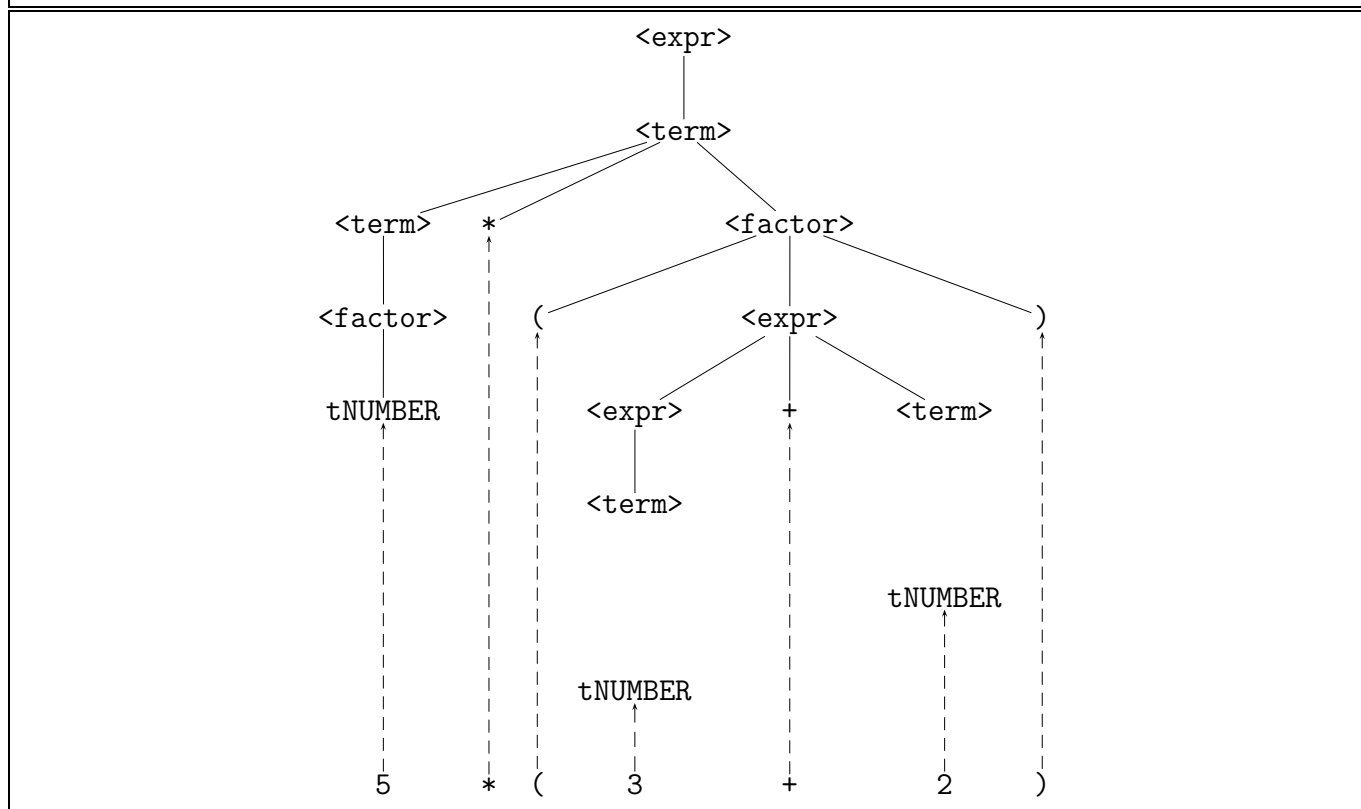 <expr>
<term>
<term> * <factor>
<factor> ( <expr> )
tNUMBER <expr> + <term>
<term>
tNUMBER
tNUMBER
5 * ( 3 + 2 )